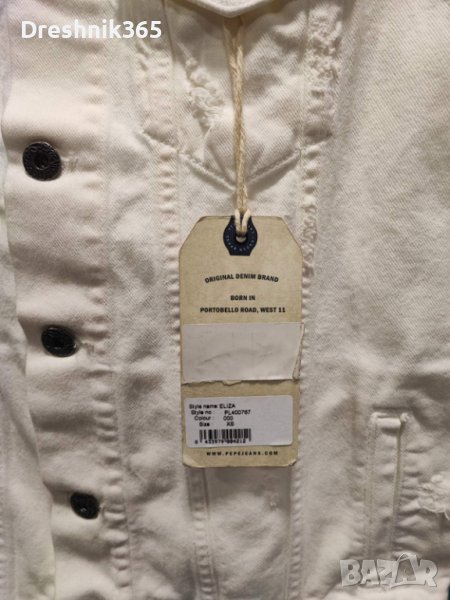 Dreshnik365
ORIGINAL DENIM BRAND
BORN IN
PORTOBELLO ROAD, WEST 11
Style name: ELIZA
Style no : PL400767
Colour : 000
Size : XS
WWW.PEPEJEANS.COM
BAZAR